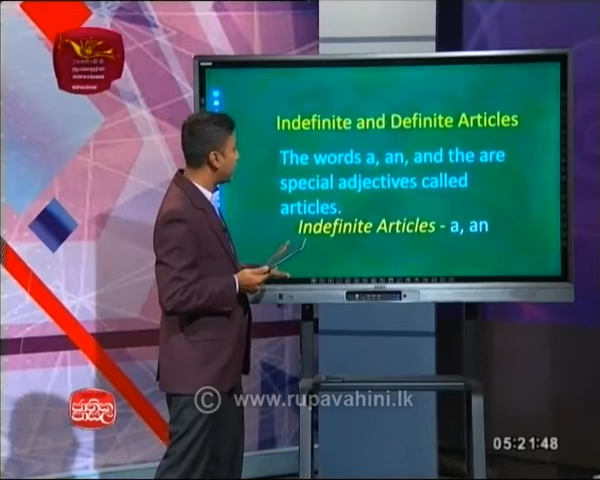 RUPAVAHINI
Indefinite and Definite Articles
The words a, an, and the are
special adjectives called
articles.
Indefinite Articles - a, an
© www.rupavahini.lk
05:21:48